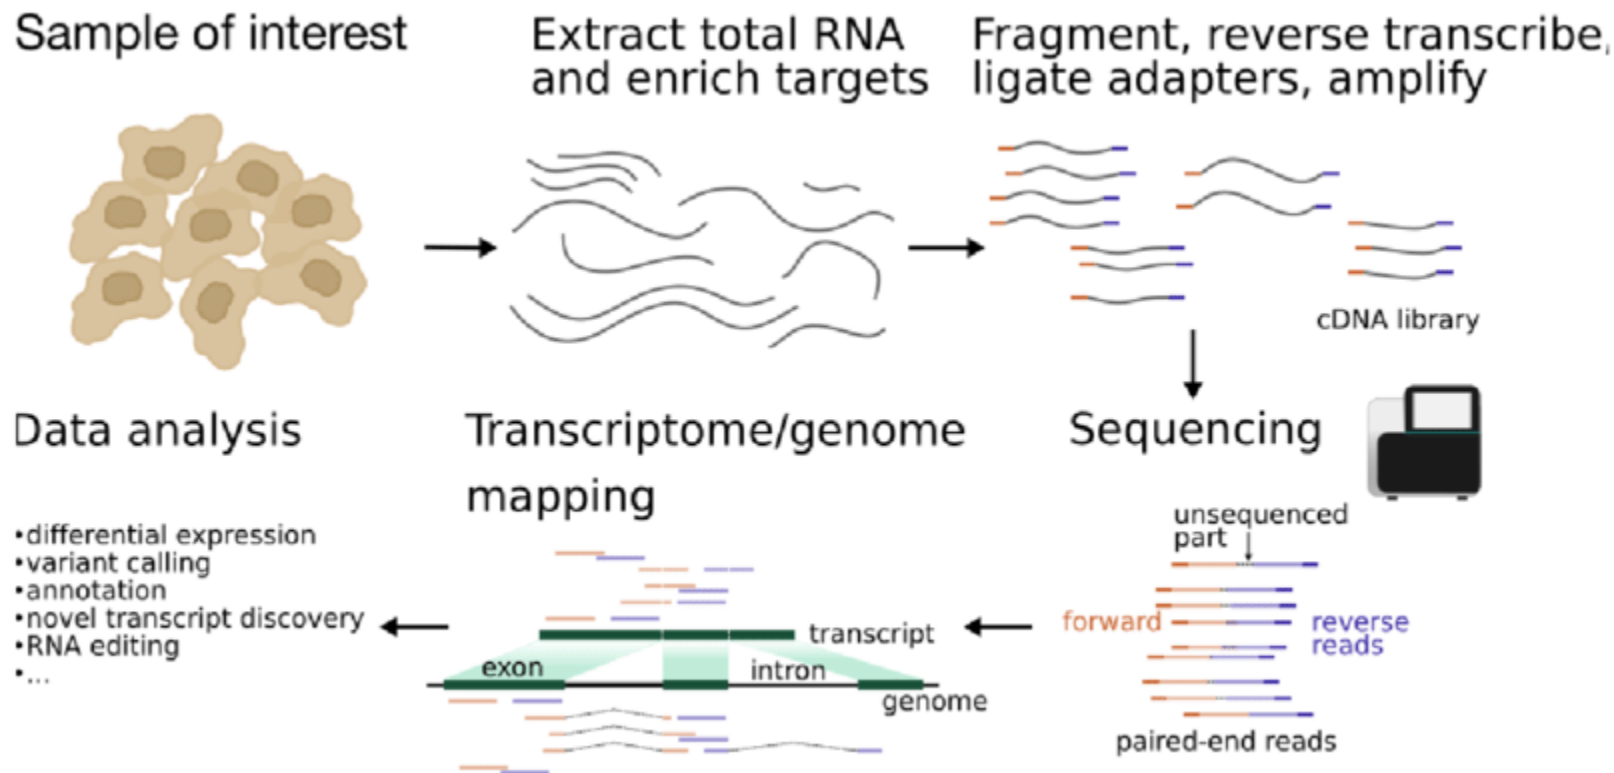 Sample of interest
Extract total RNA
and enrich targets
Fragment, reverse transcribe,
ligate adapters, amplify
cDNA library
Sequencing
unsequenced
part
forward
reverse
reads
paired-end reads
Transcriptome/genome
mapping
transcript
exon
intron
genome
Data analysis
•differential expression
•variant calling
•annotation
•novel transcript discovery
•RNA editing
•...